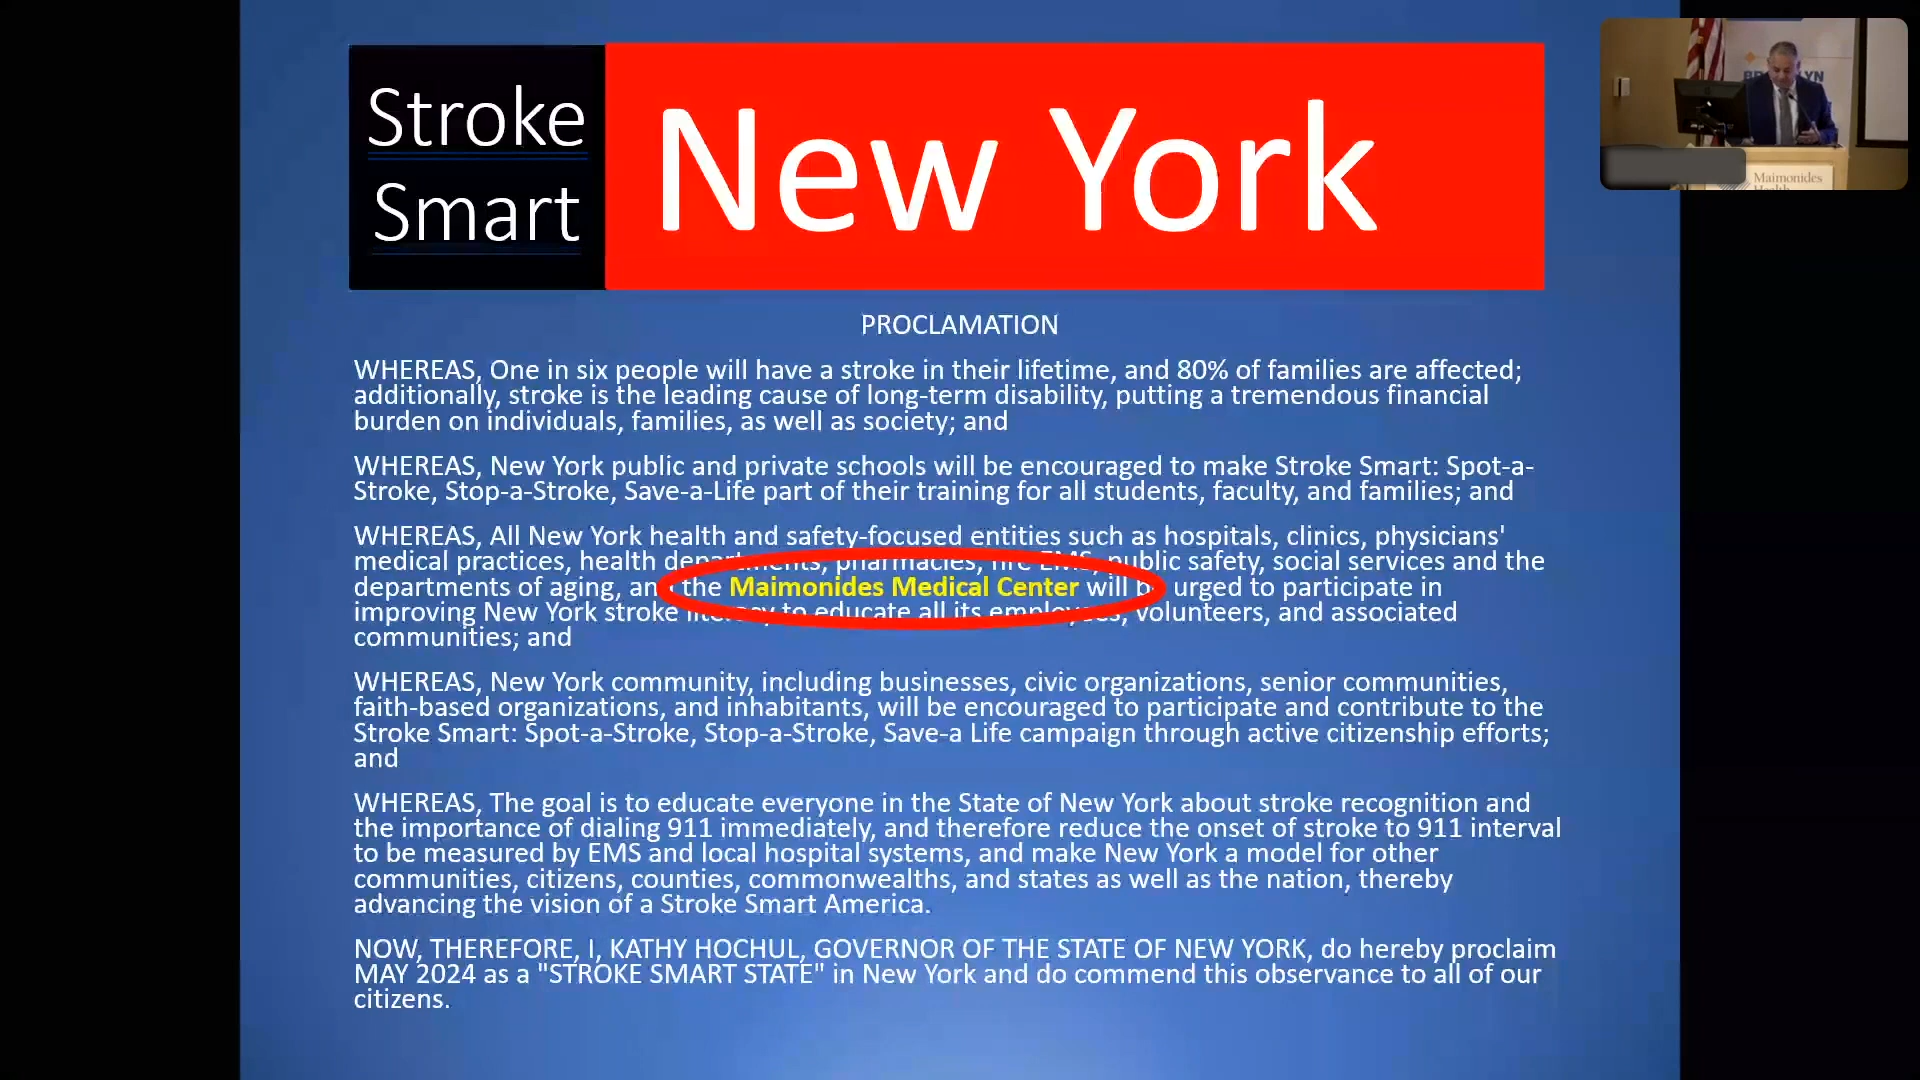 Stroke
Smart
New York
PROCLAMATION
WHEREAS, One in six people will have a stroke in their lifetime, and 80% of families are affected;
additionally, stroke is the leading cause of long-term disability, putting a tremendous financial
burden on individuals, families, as well as society; and
WHEREAS, New York public and private schools will be encouraged to make Stroke Smart: Spot-a-
Stroke, Stop-a-Stroke, Save-a-Life part of their training for all students, faculty, and families; and
WHEREAS, All New York health and safety-focused entities such as hospitals, clinics, physicians'
medical practices, health departments, pharmacies, fire EMS, public safety, social services and the
departments of aging, and the Maimonides Medical Center will be urged to participate in
improving New York stroke literacy to educate all its employees, volunteers, and associated
communities; and
WHEREAS, New York community, including businesses, civic organizations, senior communities,
faith-based organizations, and inhabitants, will be encouraged to participate and contribute to the
Stroke Smart: Spot-a-Stroke, Stop-a-Stroke, Save-a Life campaign through active citizenship efforts;
and
WHEREAS, The goal is to educate everyone in the State of New York about stroke recognition and
the importance of dialing 911 immediately, and therefore reduce the onset of stroke to 911 interval
to be measured by EMS and local hospital systems, and make New York a model for other
communities, citizens, counties, commonwealths, and states as well as the nation, thereby
advancing the vision of a Stroke Smart America.
NOW, THEREFORE, I, KATHY HOCHUL, GOVERNOR OF THE STATE OF NEW YORK, do hereby proclaim
MAY 2024 as a "STROKE SMART STATE" in New York and do commend this observance to all of our
citizens.
Maimonides
Health